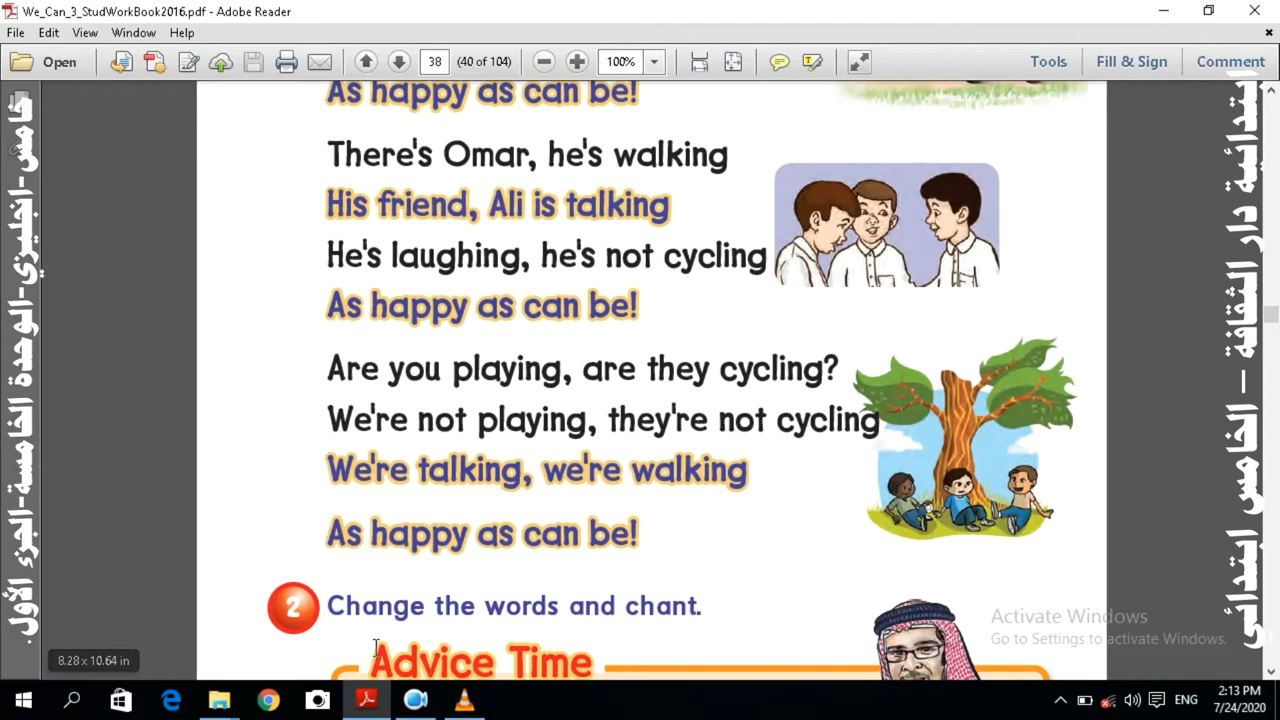 We_Can_3_StudWorkBook2016.pdf - Adobe Reader
File Edit View Window Help
Open 38 (40 of 104) 100% Tools Fill & Sign Comment
As happy as can be!
There's Omar, he's walking
His friend, Ali is talking
He's laughing, he's not cycling
As happy as can be!
Are you playing, are they cycling?
We're not playing, they're not cycling
We're talking, we're walking
As happy as can be!
2 Change the words and chant.
Advice Time
خامس-انجليزي-الوحدة الخامسة-الجزء الأول.
ابتدائية دار الثقافة – الخامس ابتدائي
Activate Windows
Go to Settings to activate Windows.
8.28 x 10.64 in
ENG
2:13 PM
7/24/2020